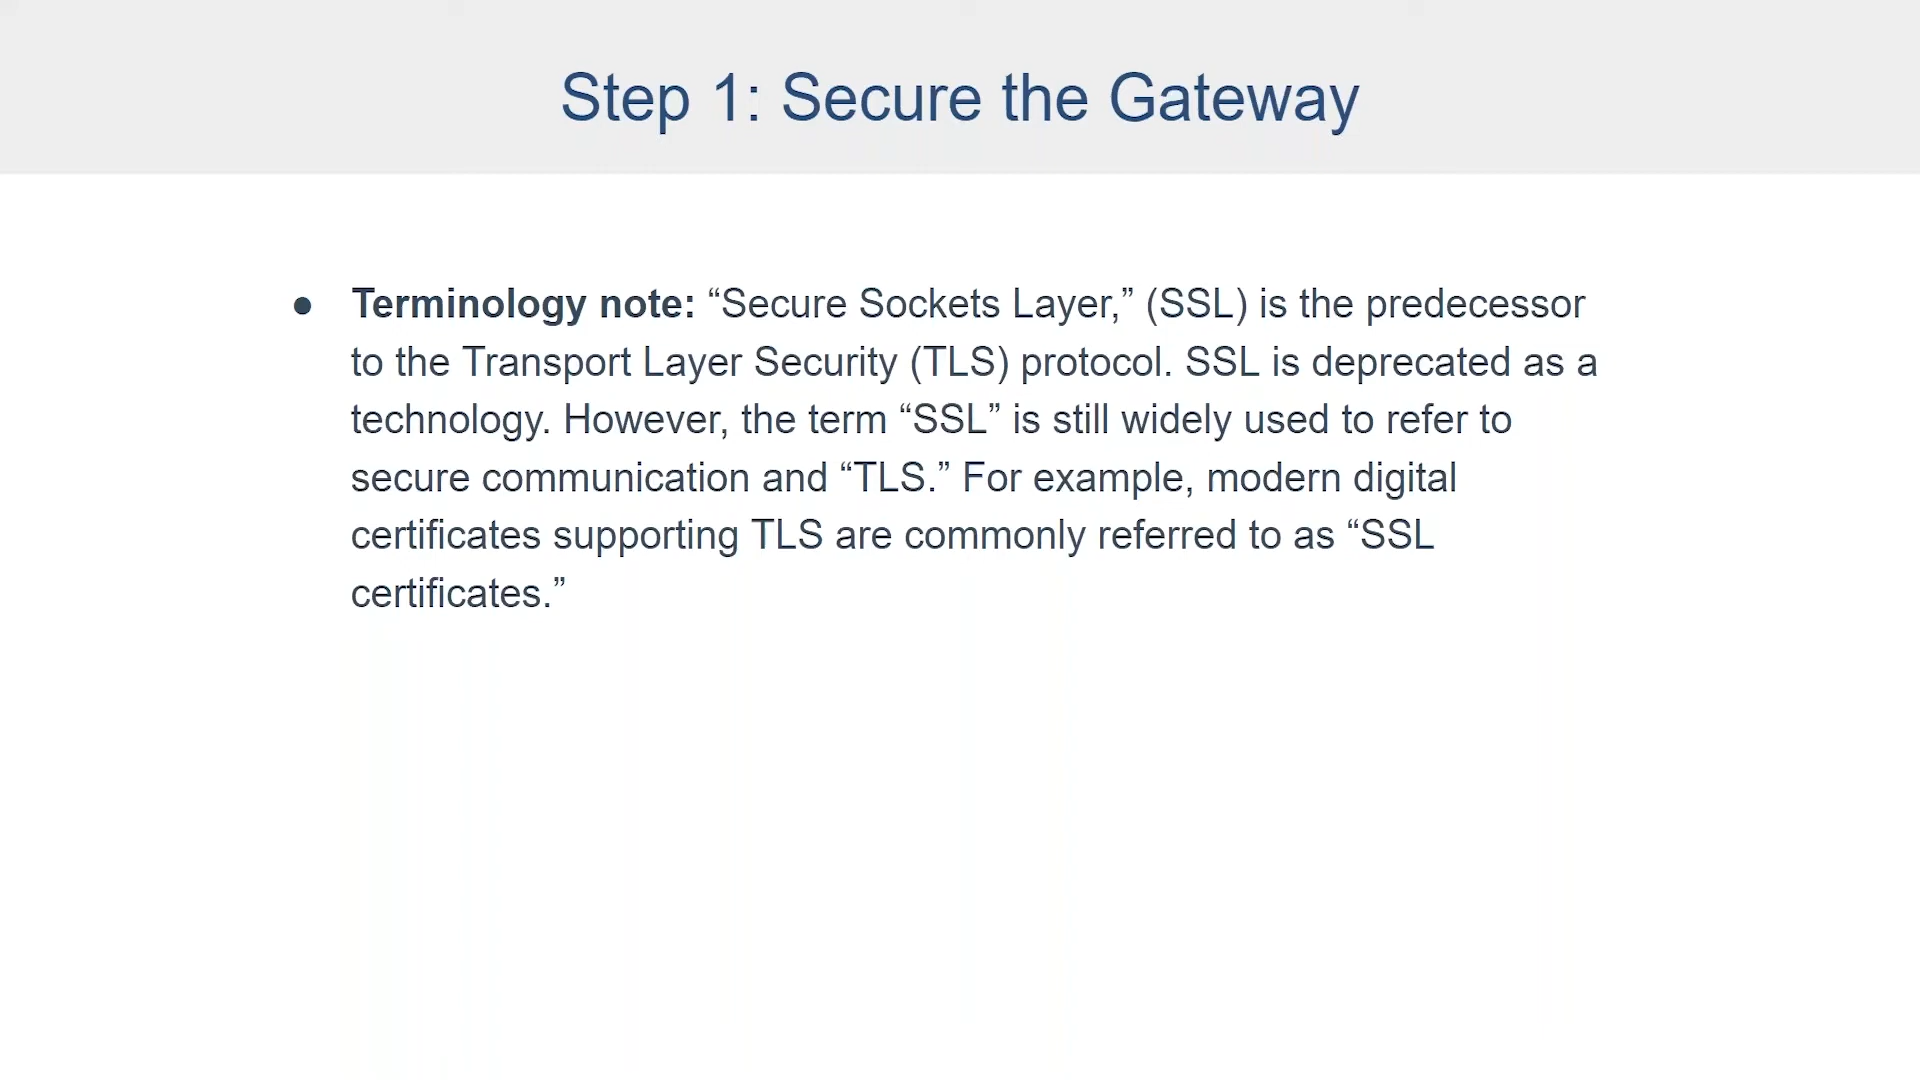 Step 1: Secure the Gateway
● Terminology note: “Secure Sockets Layer,” (SSL) is the predecessor
to the Transport Layer Security (TLS) protocol. SSL is deprecated as a
technology. However, the term “SSL” is still widely used to refer to
secure communication and “TLS.” For example, modern digital
certificates supporting TLS are commonly referred to as “SSL
certificates.”